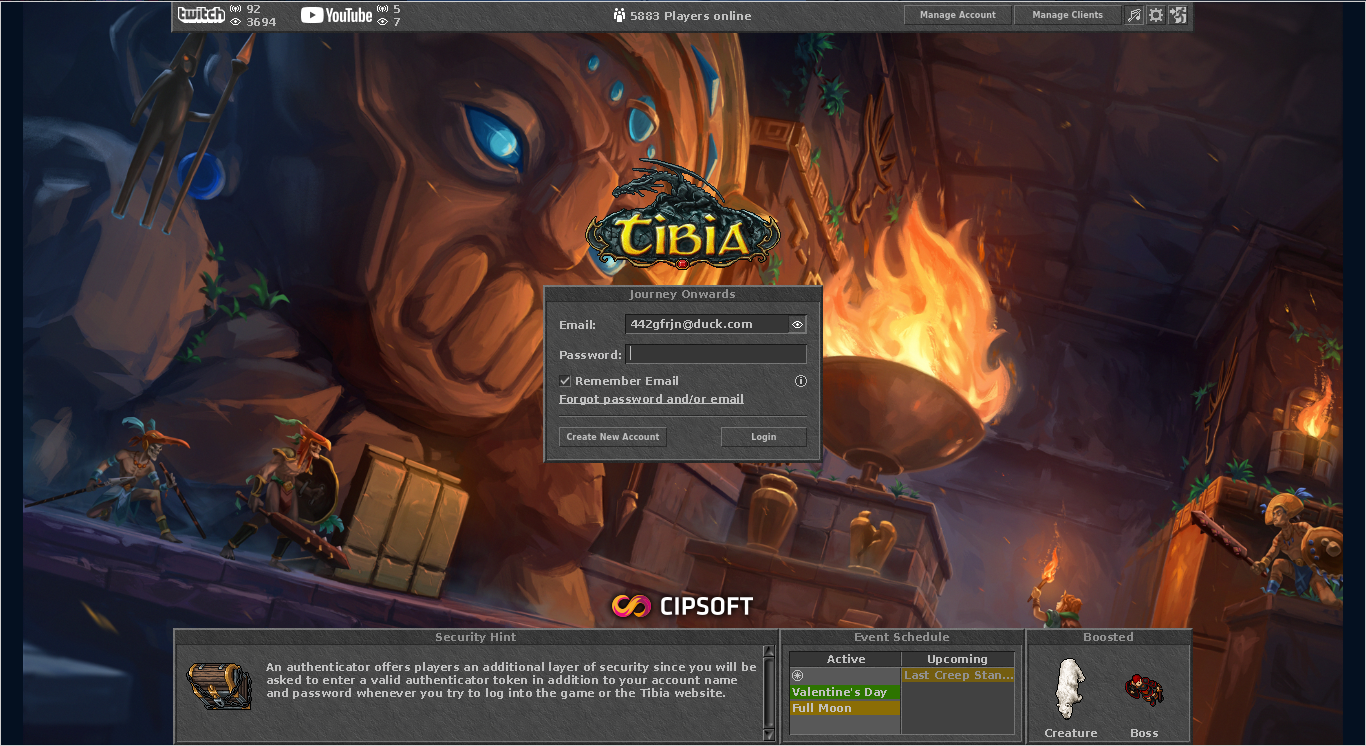 twitch 92
3694
YouTube 5
7
5883 Players online
Manage Account
Manage Clients
TIBIA
Journey Onwards
Email: 442gfrjn@duck.com
Password:
Remember Email
Forgot password and/or email
Create New Account
Login
CIPSOFT
Security Hint
An authenticator offers players an additional layer of security since you will be
asked to enter a valid authenticator token in addition to your account name
and password whenever you try to log into the game or the Tibia website.
Event Schedule
Active
Upcoming
Last Creep Stan...
Valentine's Day
Full Moon
Boosted
Creature
Boss